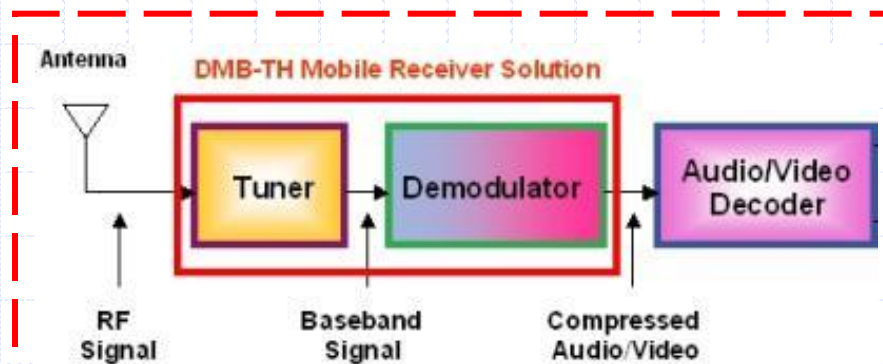 Antenna
DMB-TH Mobile Receiver Solution
Tuner
Demodulator
Audio/Video
Decoder
RF
Signal
Baseband
Signal
Compressed
Audio/Video